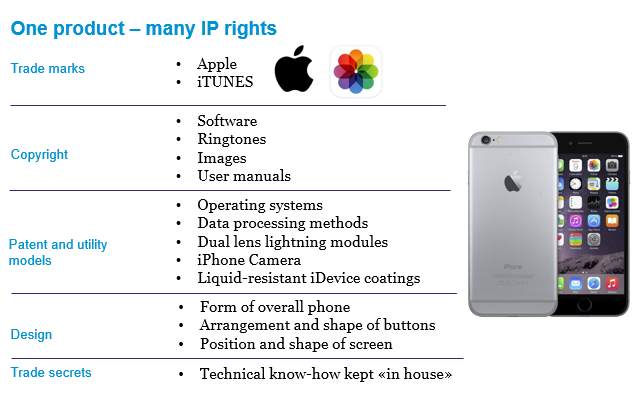 One product – many IP rights
Trade marks
• Apple
• iTUNES
Copyright
• Software
• Ringtones
• Images
• User manuals
Patent and utility
models
• Operating systems
• Data processing methods
• Dual lens lightning modules
• iPhone Camera
• Liquid-resistant iDevice coatings
Design
• Form of overall phone
• Arrangement and shape of buttons
• Position and shape of screen
Trade secrets
• Technical know-how kept «in house»
iPhone